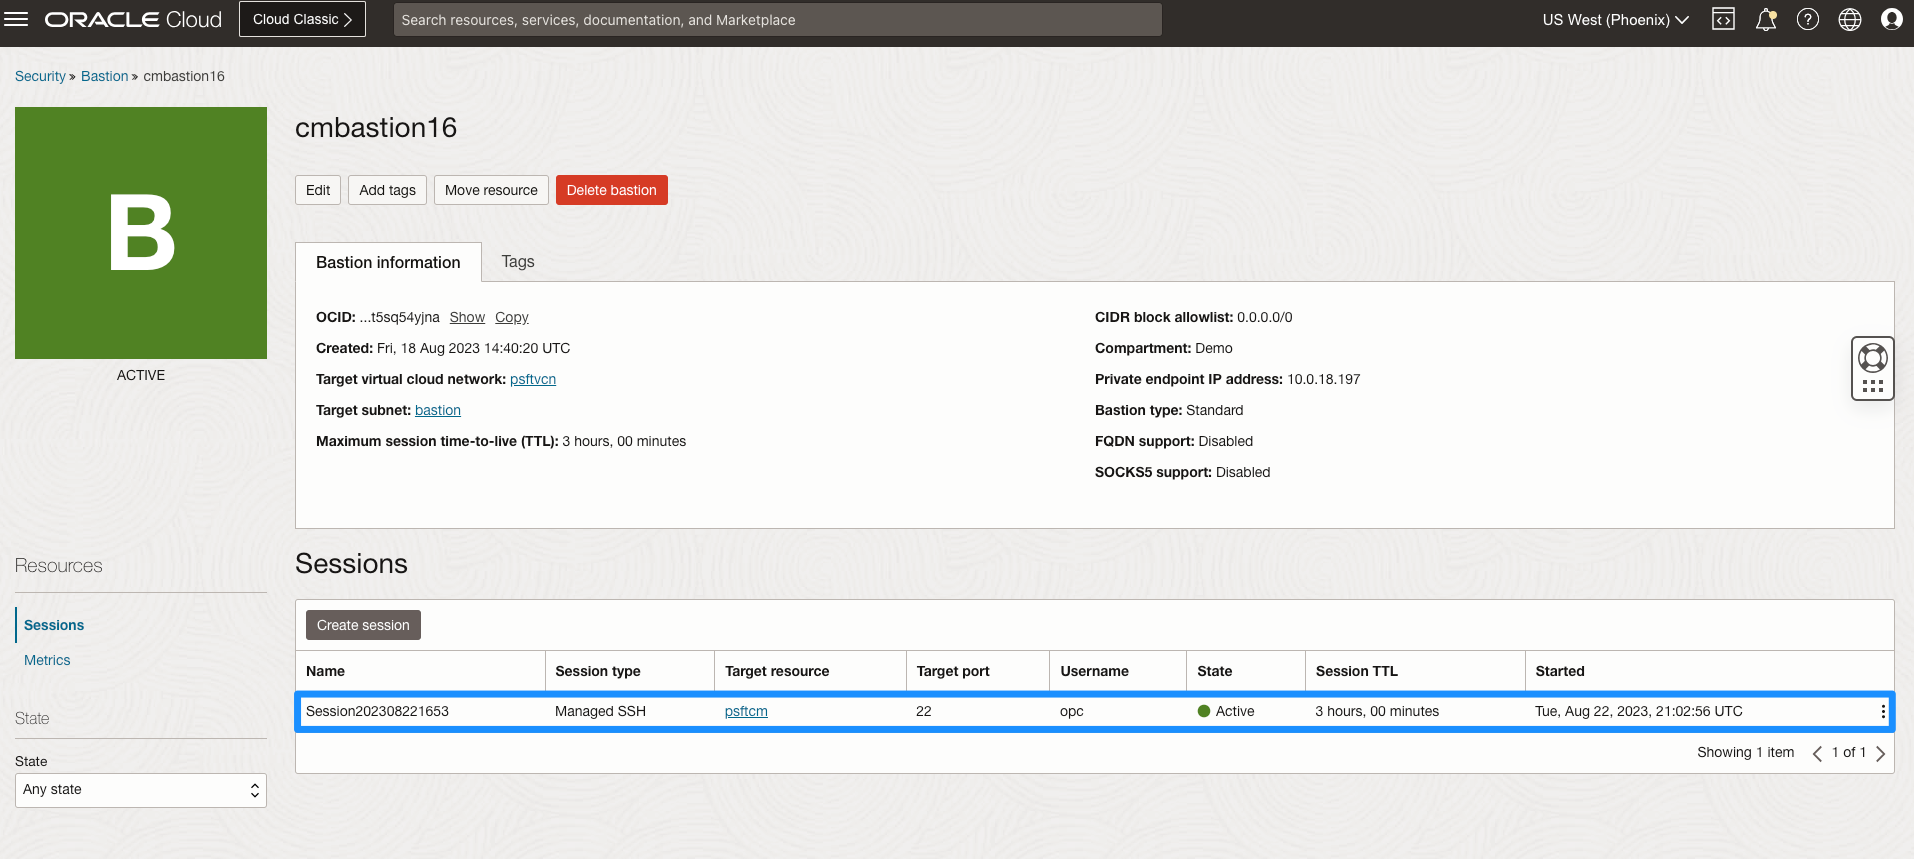 ORACLE Cloud
Cloud Classic
Search resources, services, documentation, and Marketplace
US West (Phoenix)
Security » Bastion » cmbastion16
B
ACTIVE
cmbastion16
Edit
Add tags
Move resource
Delete bastion
Bastion information
Tags
OCID: ...t5sq54yjna Show Copy
Created: Fri, 18 Aug 2023 14:40:20 UTC
Target virtual cloud network: psftvcn
Target subnet: bastion
Maximum session time-to-live (TTL): 3 hours, 00 minutes
CIDR block allowlist: 0.0.0.0/0
Compartment: Demo
Private endpoint IP address: 10.0.18.197
Bastion type: Standard
FQDN support: Disabled
SOCKS5 support: Disabled
Resources
Sessions
Metrics
State
State
Any state
Sessions
Create session
Name Session type Target resource Target port Username State Session TTL Started
Session202308221653 Managed SSH psftcm 22 opc Active 3 hours, 00 minutes Tue, Aug 22, 2023, 21:02:56 UTC
Showing 1 item 1 of 1